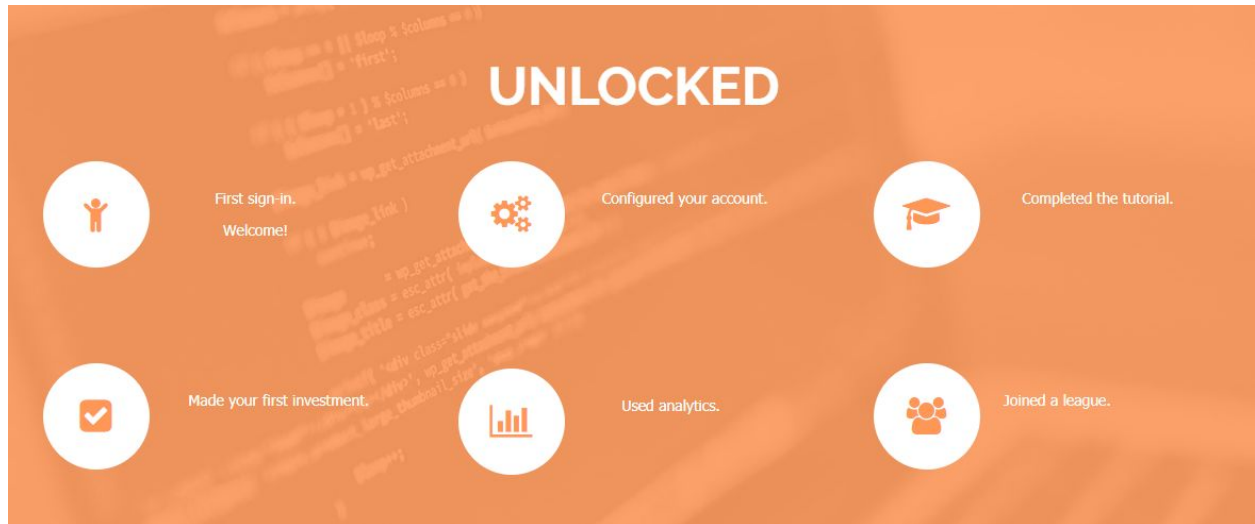 UNLOCKED
First sign-in.
Welcome!
Configured your account.
Completed the tutorial.
Made your first investment.
Used analytics.
Joined a league.